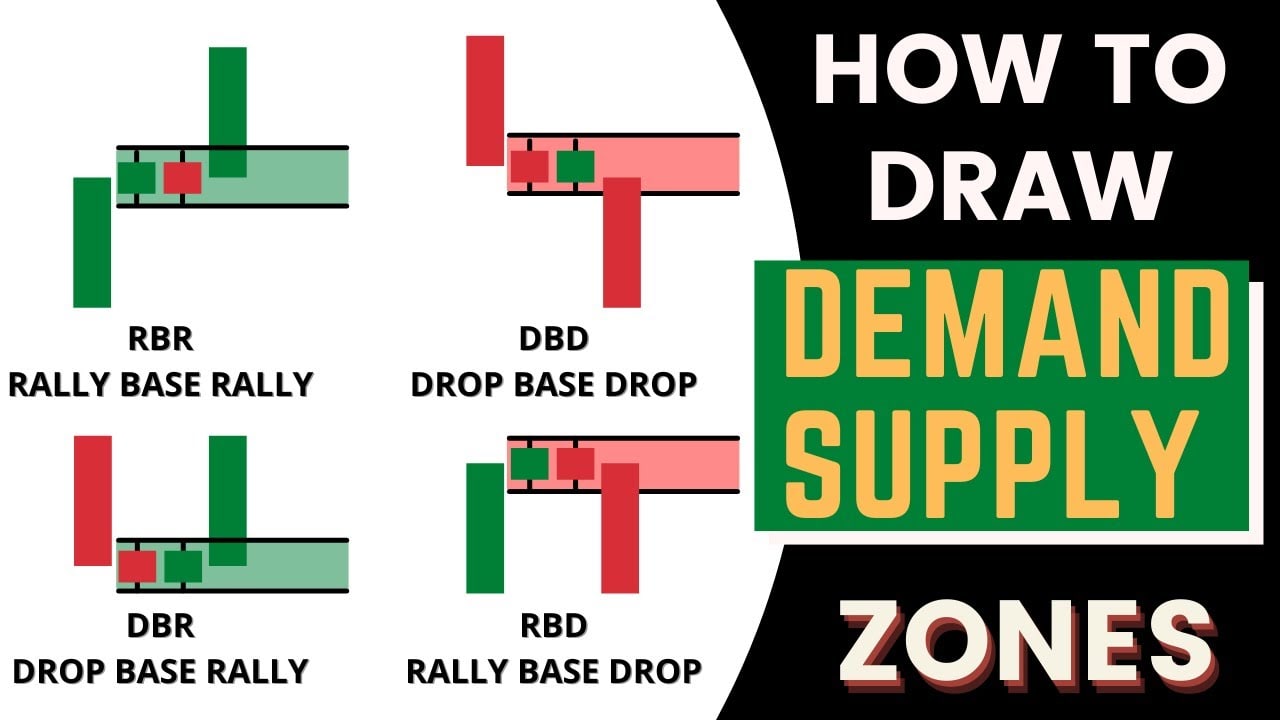 RBR
RALLY BASE RALLY
DBD
DROP BASE DROP
DBR
DROP BASE RALLY
RBD
RALLY BASE DROP
HOW TO
DRAW
DEMAND
SUPPLY
ZONES